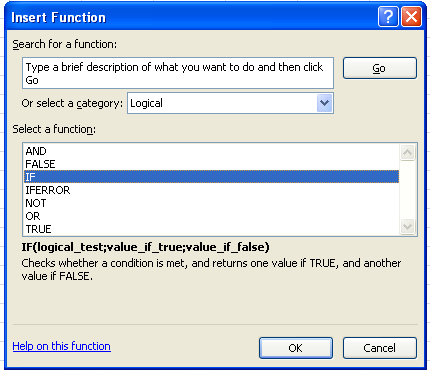 Insert Function
Search for a function:
Type a brief description of what you want to do and then click
Go
Go
Or select a category: Logical
Select a function:
AND
FALSE
IF
IFERROR
NOT
OR
TRUE
IF(logical_test;value_if_true;value_if_false)
Checks whether a condition is met, and returns one value if TRUE, and another
value if FALSE.
Help on this function
OK
Cancel